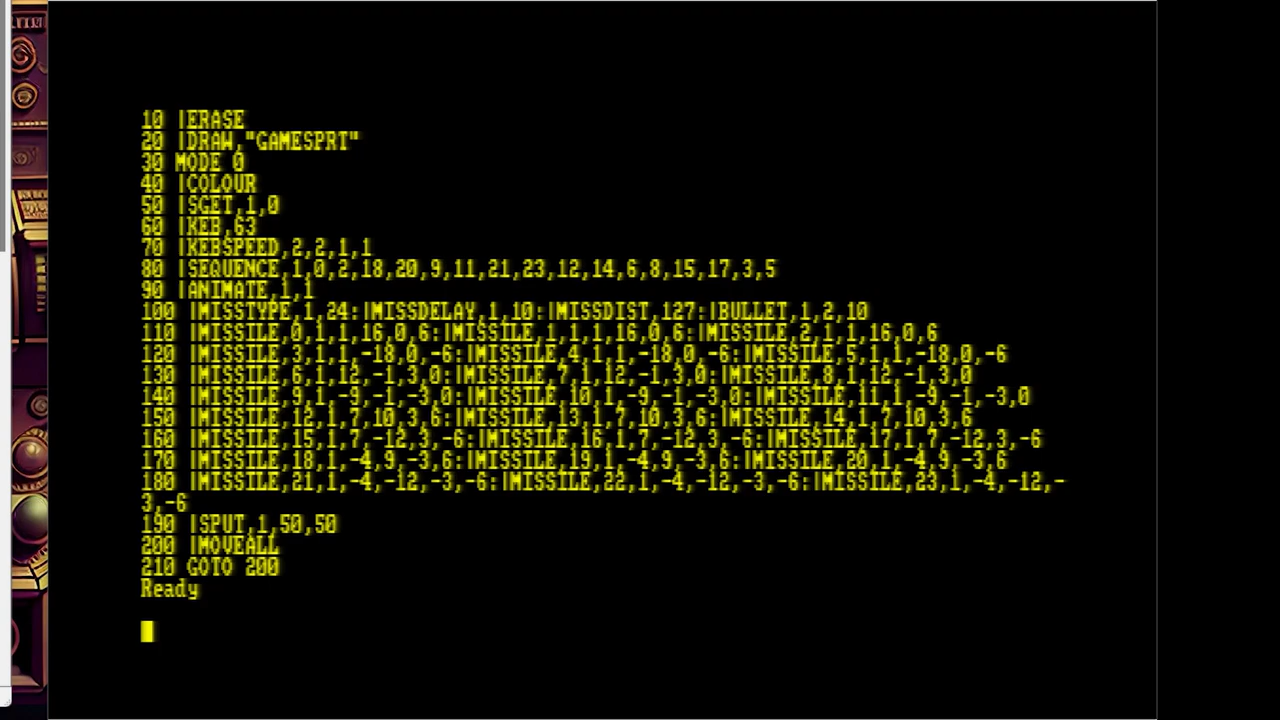 10 |ERASE
20 |DRAW,"GAMESPRT"
30 MODE 0
40 |COLOUR
50 |SGET,1,0
60 |KEB,63
70 |KEBSPEED,2,2,1,1
80 |SEQUENCE,1,0,2,18,20,9,11,21,23,12,14,6,8,15,17,3,5
90 |ANIMATE,1,1
100 |MISSTYPE,1,24:|MISSDELAY,1,10:|MISSDIST,127:|BULLET,1,2,10
110 |MISSILE,0,1,1,16,0,6:|MISSILE,1,1,1,16,0,6:|MISSILE,2,1,1,16,0,6
120 |MISSILE,3,1,1,-18,0,-6:|MISSILE,4,1,1,-18,0,-6:|MISSILE,5,1,1,-18,0,-6
130 |MISSILE,6,1,12,-1,3,0:|MISSILE,7,1,12,-1,3,0:|MISSILE,8,1,12,-1,3,0
140 |MISSILE,9,1,-9,-1,-3,0:|MISSILE,10,1,-9,-1,-3,0:|MISSILE,11,1,-9,-1,-3,0
150 |MISSILE,12,1,7,10,3,6:|MISSILE,13,1,7,10,3,6:|MISSILE,14,1,7,10,3,6
160 |MISSILE,15,1,7,-12,3,-6:|MISSILE,16,1,7,-12,3,-6:|MISSILE,17,1,7,-12,3,-6
170 |MISSILE,18,1,-4,9,-3,6:|MISSILE,19,1,-4,9,-3,6:|MISSILE,20,1,-4,9,-3,6
180 |MISSILE,21,1,-4,-12,-3,-6:|MISSILE,22,1,-4,-12,-3,-6:|MISSILE,23,1,-4,-12,-
3,-6
190 |SPUT,1,50,50
200 |MOVEALL
210 GOTO 200
Ready